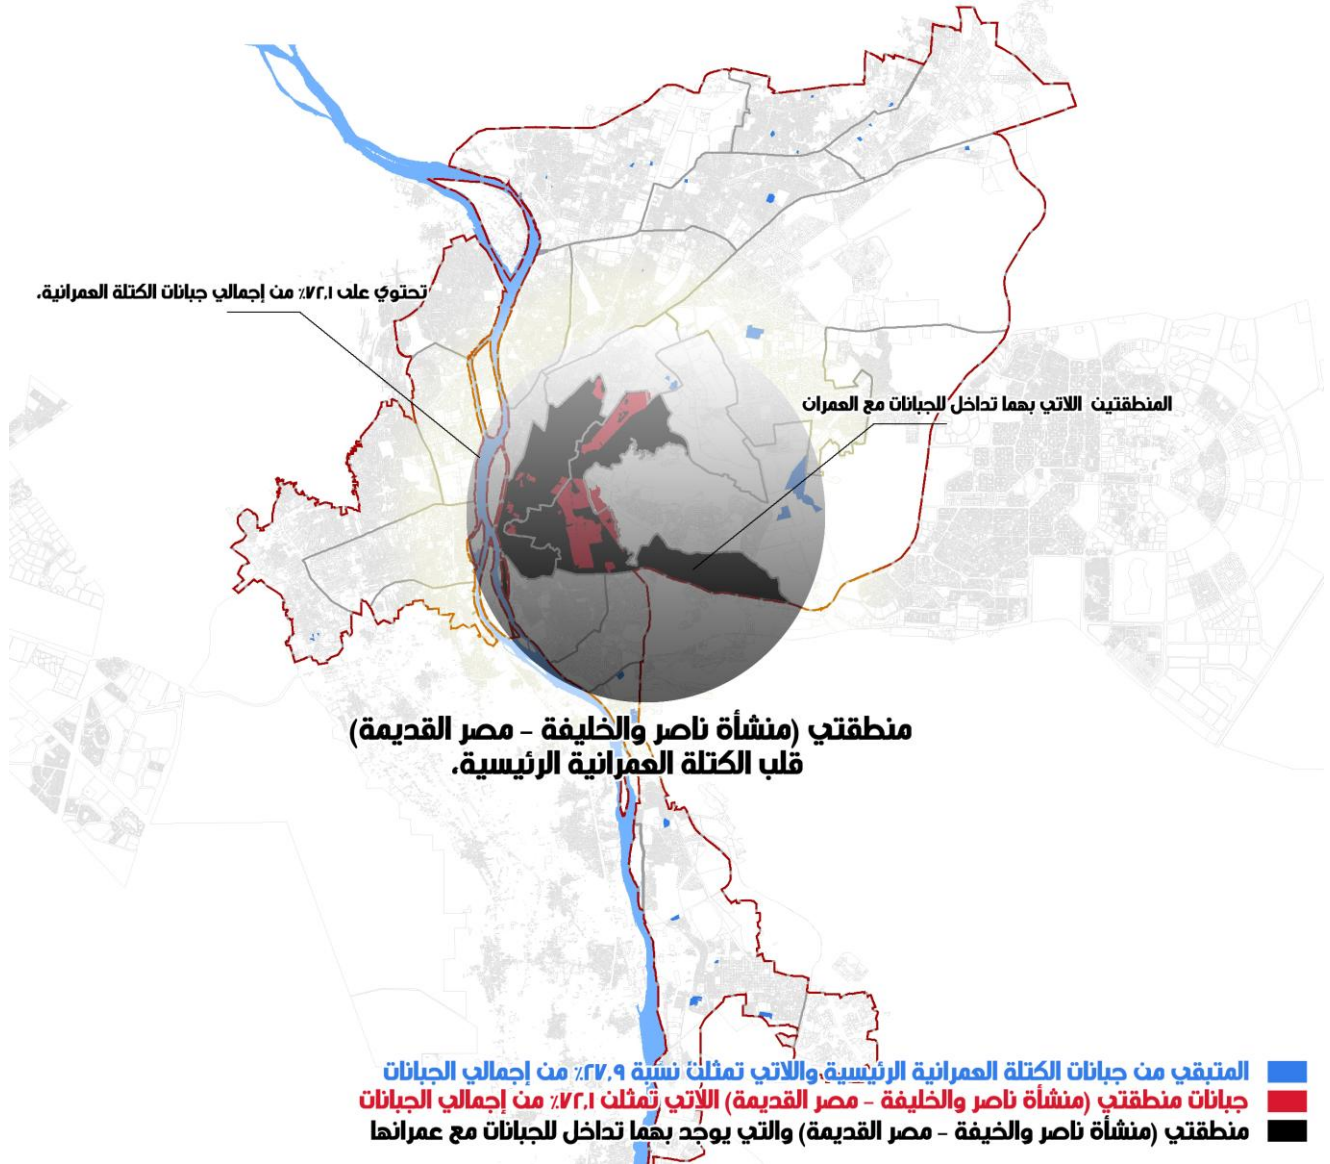 تحتوي على ٧٢,١٪ من إجمالي جبانات الكتلة العمرانية.
المنطقتين اللاتي بهما تداخل للجبانات مع العمران
منطقتي (منشأة ناصر والخليفة – مصر القديمة)
قلب الكتلة العمرانية الرئيسية.
المتبقي من جبانات الكتلة العمرانية الرئيسية واللاتي تمثلن نسبة ٢٧,٩٪ من إجمالي الجبانات
جبانات منطقتي (منشأة ناصر والخليفة – مصر القديمة) اللاتي تمثلن ٧٢,١٪ من إجمالي الجبانات
منطقتي (منشأة ناصر والخيفة – مصر القديمة) والتي يوجد بهما تداخل للجبانات مع عمرانها